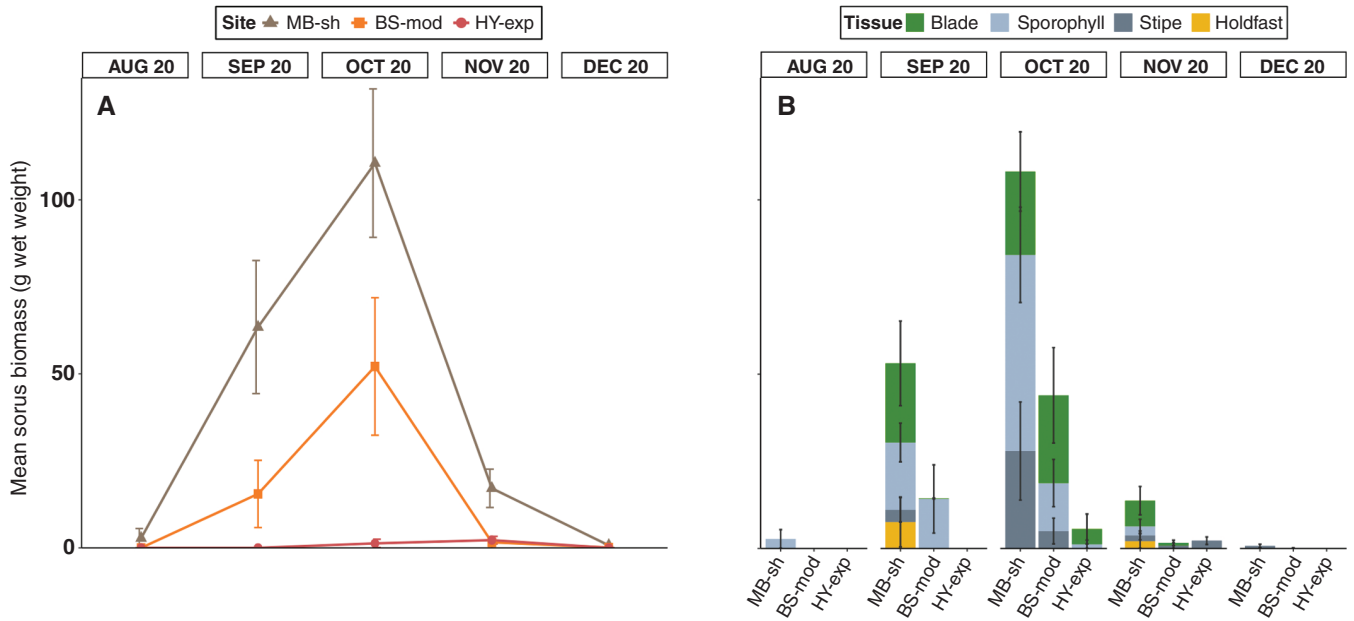 Site MB-sh BS-mod HY-exp
AUG 20 SEP 20 OCT 20 NOV 20 DEC 20
A
Mean sorus biomass (g wet weight)
100
50
0
Tissue Blade Sporophyll Stipe Holdfast
AUG 20 SEP 20 OCT 20 NOV 20 DEC 20
B
MB-sh BS-mod HY-exp MB-sh BS-mod HY-exp MB-sh BS-mod HY-exp MB-sh BS-mod HY-exp MB-sh BS-mod HY-exp